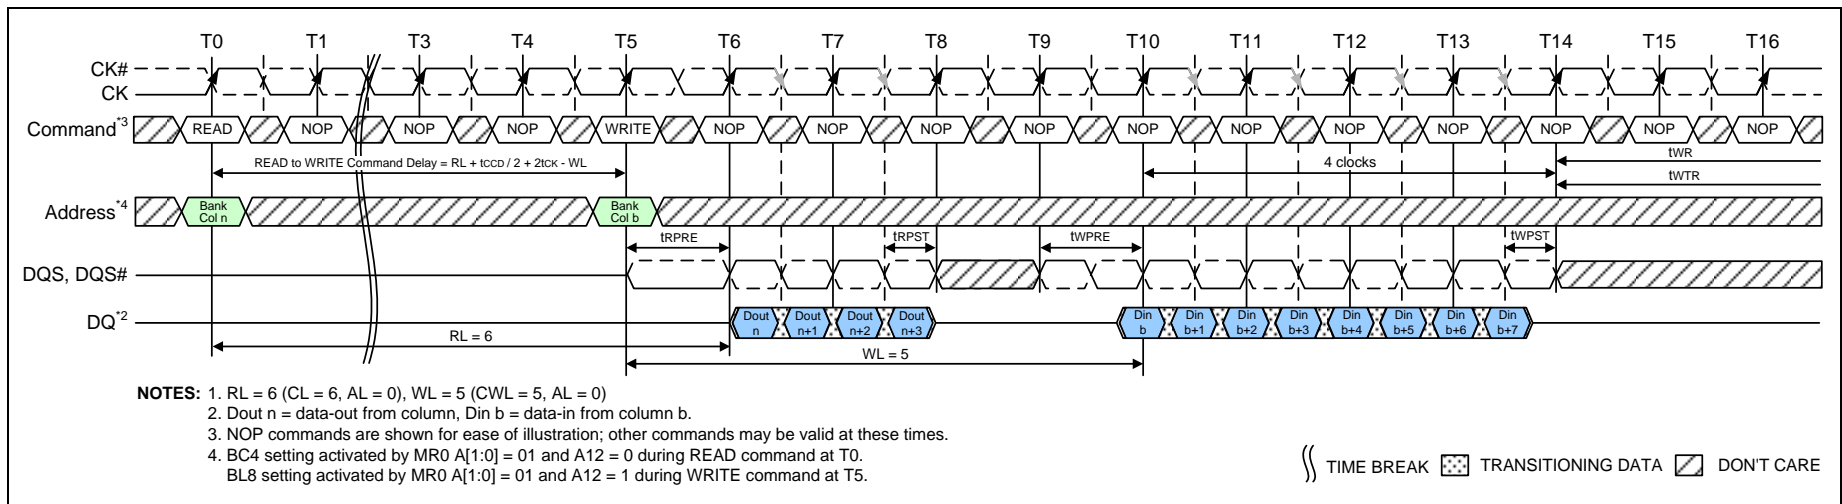 T0 T1 T3 T4 T5 T6 T7 T8 T9 T10 T11 T12 T13 T14 T15 T16
CK#
CK
Command*3 READ NOP NOP NOP WRITE NOP NOP NOP NOP NOP NOP NOP NOP NOP NOP NOP
READ to WRITE Command Delay = RL + tCCD / 2 + 2tCK - WL 4 clocks tWR
tWTR
Address*4 Bank Col n Bank Col b
tRPRE tRPST tWPRE tWPST
DQS, DQS#
DQ*2 Dout n Dout n+1 Dout n+2 Dout n+3 Din b Din b+1 Din b+2 Din b+3 Din b+4 Din b+5 Din b+6 Din b+7
RL = 6
WL = 5
NOTES: 1. RL = 6 (CL = 6, AL = 0), WL = 5 (CWL = 5, AL = 0)
2. Dout n = data-out from column, Din b = data-in from column b.
3. NOP commands are shown for ease of illustration; other commands may be valid at these times.
4. BC4 setting activated by MR0 A[1:0] = 01 and A12 = 0 during READ command at T0.
BL8 setting activated by MR0 A[1:0] = 01 and A12 = 1 during WRITE command at T5.
TIME BREAK TRANSITIONING DATA DON'T CARE